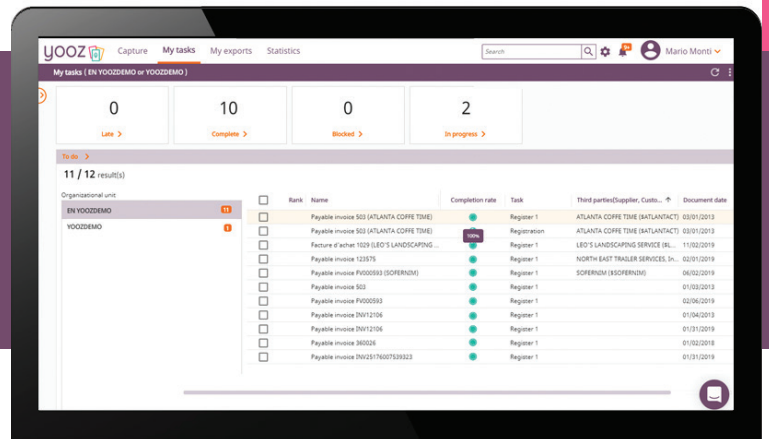 yooz Capture My tasks My exports Statistics Search 9+ Mario Monti
My tasks ( EN YOOZDEMO or YOOZDEMO )
0 10 0 2
Late > Complete > Blocked > In progress >
To do >
11 / 12 result(s)
Organizational unit
EN YOOZDEMO 11
YOOZDEMO 1
Rank Name Completion rate Task Third parties(Supplier, Custo... ↑ Document date
Payable invoice 503 (ATLANTA COFFE TIME) Register 1 ATLANTA COFFE TIME ($ATLANTACT) 03/01/2013
Payable invoice 503 (ATLANTA COFFE TIME) Registration ATLANTA COFFE TIME ($ATLANTACT) 03/01/2013
100%
Facture d'achat 1029 (LEO'S LANDSCAPING ... Register 1 LEO'S LANDSCAPING SERVICE ($L... 11/02/2019
Payable invoice 123575 Register 1 NORTH EAST TRAILER SERVICES, In... 02/01/2019
Payable invoice FV000593 (SOFERNIM) Register 1 SOFERNIM ($SOFERNIM) 06/02/2019
Payable invoice 503 Register 1 01/03/2013
Payable invoice FV000593 Register 1 02/06/2019
Payable invoice INV12106 Register 1 01/04/2013
Payable invoice INV12106 Register 1 01/31/2019
Payable invoice 360026 Register 1 01/02/2018
Payable invoice INV25176007539323 Register 1 01/31/2019